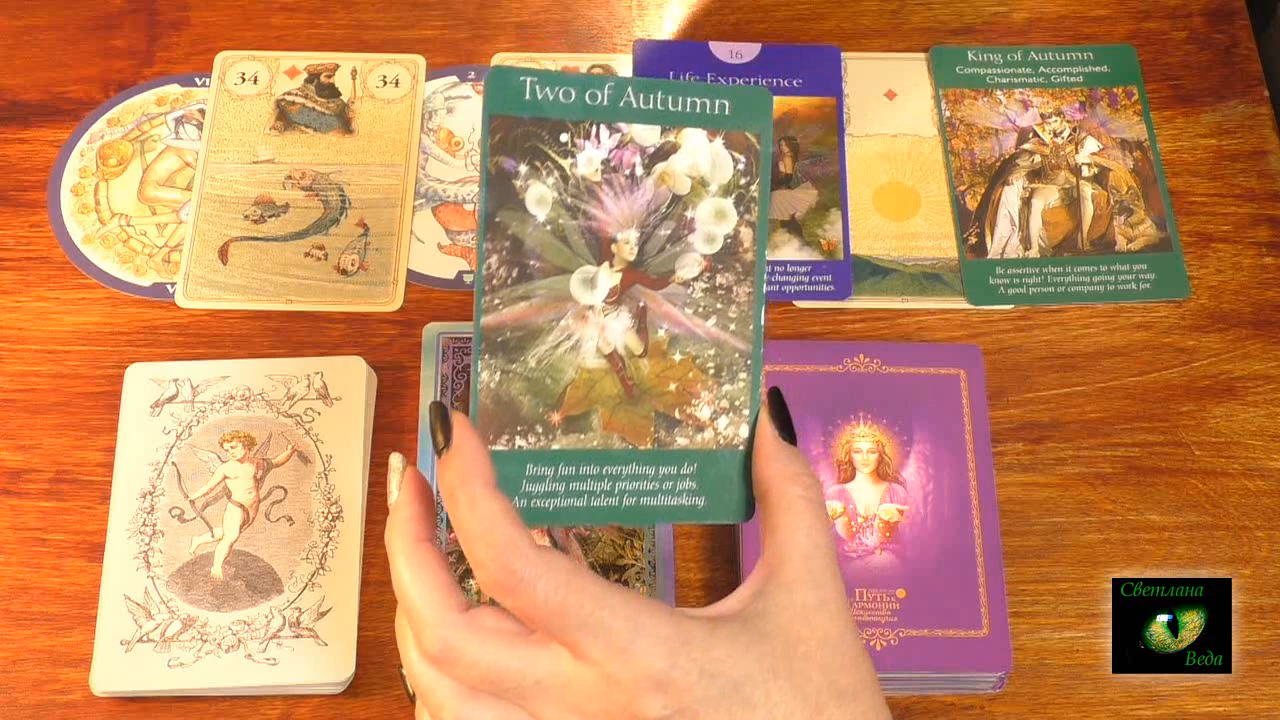 34
34
2
Two of Autumn
16
Life Experience
King of Autumn
Compassionate, Accomplished,
Charismatic, Gifted
no longer
changing event
opportunities.
Be assertive when it comes to what you
know is right! Everything going your way.
A good person or company to work for.
Bring fun into everything you do!
Juggling multiple priorities or jobs.
An exceptional talent for multitasking.
Путь к
Светлана
Веда